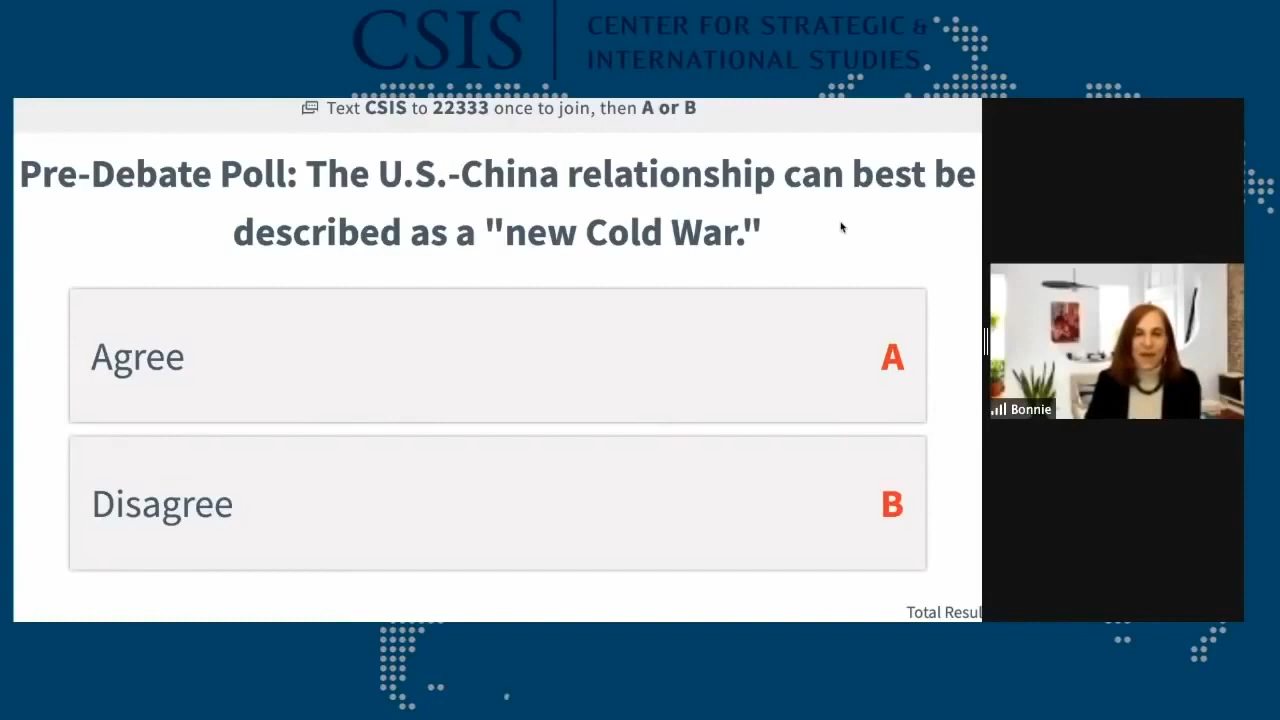 CSIS
CENTER FOR STRATEGIC &
INTERNATIONAL STUDIES
Text CSIS to 22333 once to join, then A or B
Pre-Debate Poll: The U.S.-China relationship can best be
described as a "new Cold War."
Agree A
Disagree B
Total Resul
Bonnie